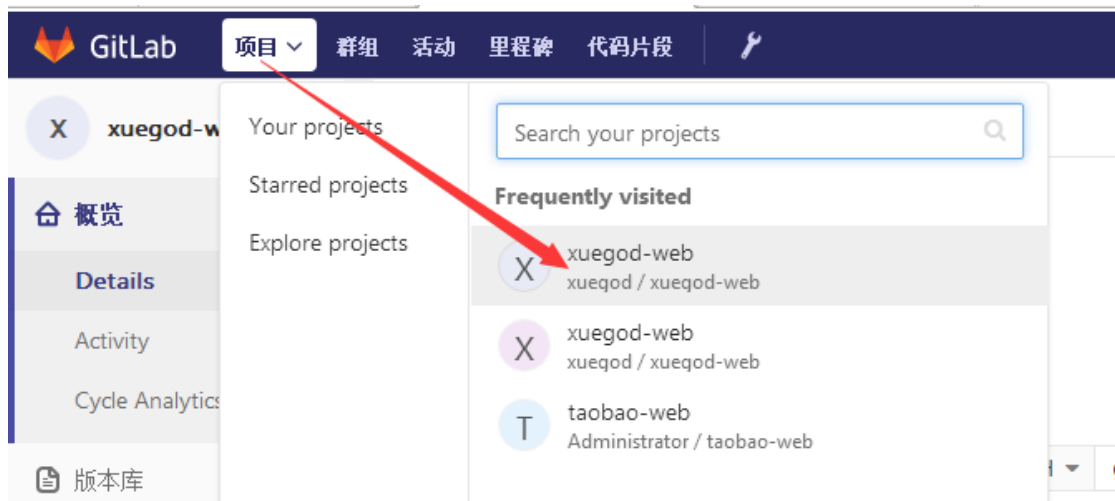 GitLab 项目 群组 活动 里程碑 代码片段
X xuegod-w
概览
Details
Activity
Cycle Analytics
版本库
Your projects
Starred projects
Explore projects
Search your projects
Frequently visited
X xuegod-web
xuegod / xuegod-web
X xuegod-web
xuegod / xuegod-web
T taobao-web
Administrator / taobao-web